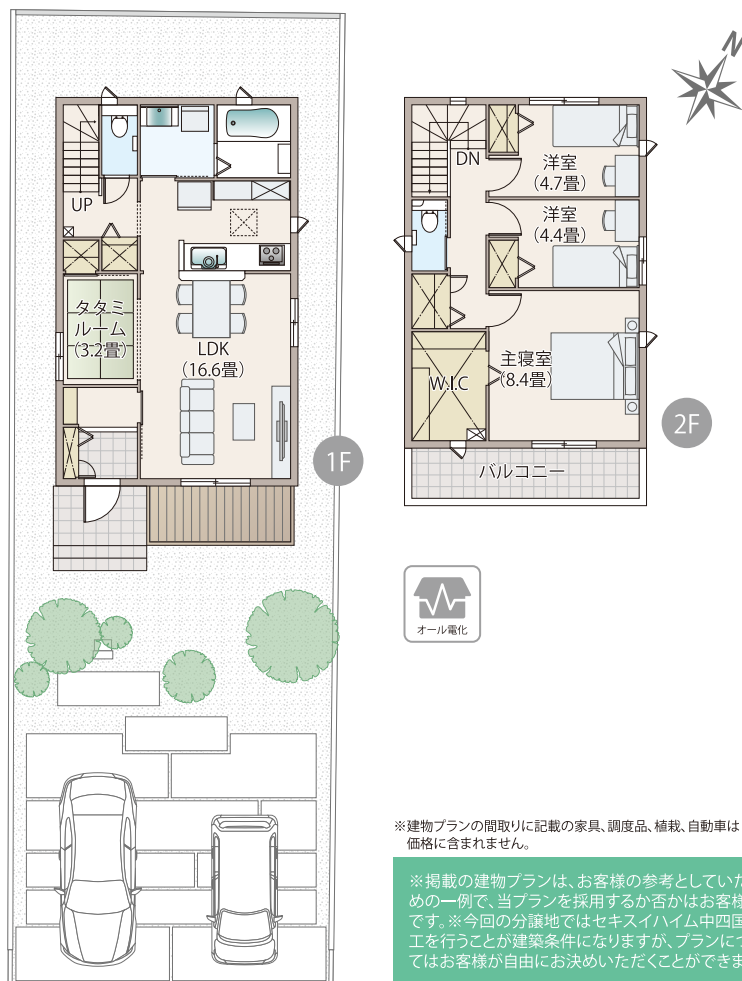 N
UP
タタミ
ルーム
(3.2畳)
LDK
(16.6畳)
1F
DN
洋室
(4.7畳)
洋室
(4.4畳)
W.I.C
主寝室
(8.4畳)
バルコニー
2F
オール電化
※建物プランの間取りに記載の家具、調度品、植栽、自動車は
価格に含まれません。
※掲載の建物プランは、お客様の参考としていた
めの一例で、当プランを採用するか否かはお客様
です。※今回の分譲地ではセキスイハイム中四国
工を行うことが建築条件になりますが、プランにつ
てはお客様が自由にお決めいただくことができま